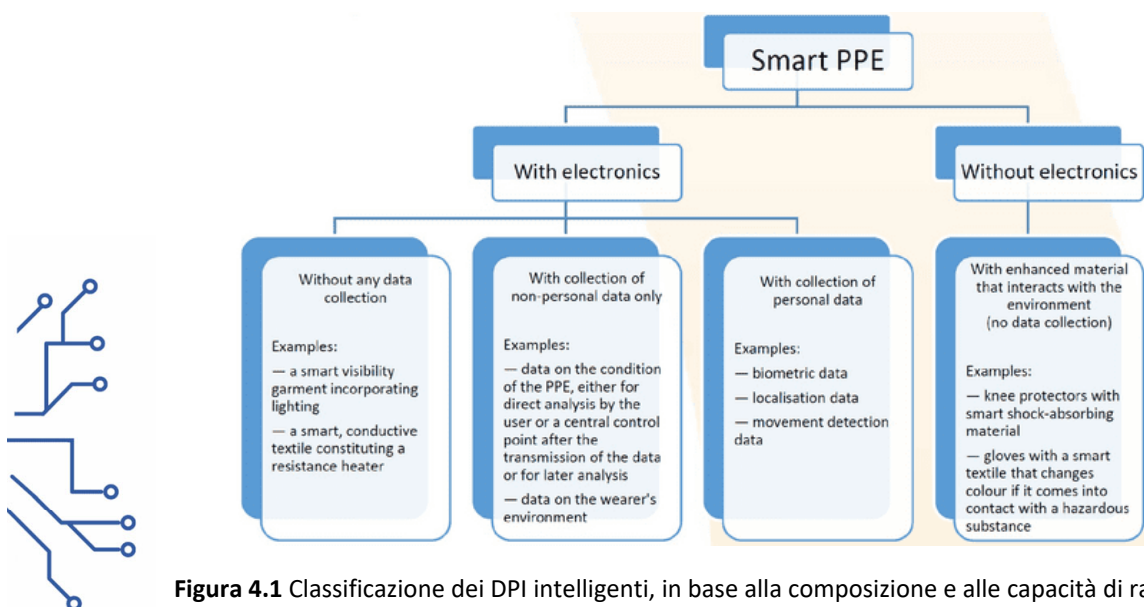 Smart PPE
With electronics
Without electronics
Without any data
collection
Examples:
— a smart visibility
garment incorporating
lighting
— a smart, conductive
textile constituting a
resistance heater
With collection of
non-personal data only
Examples:
— data on the condition
of the PPE, either for
direct analysis by the
user or a central control
point after the
transmission of the data
or for later analysis
— data on the wearer's
environment
With collection of
personal data
Examples:
— biometric data
— localisation data
— movement detection
data
With enhanced material
that interacts with the
environment
(no data collection)
Examples:
— knee protectors with
smart shock-absorbing
material
— gloves with a smart
textile that changes
colour if it comes into
contact with a hazardous
substance
Figura 4.1 Classificazione dei DPI intelligenti, in base alla composizione e alle capacità di